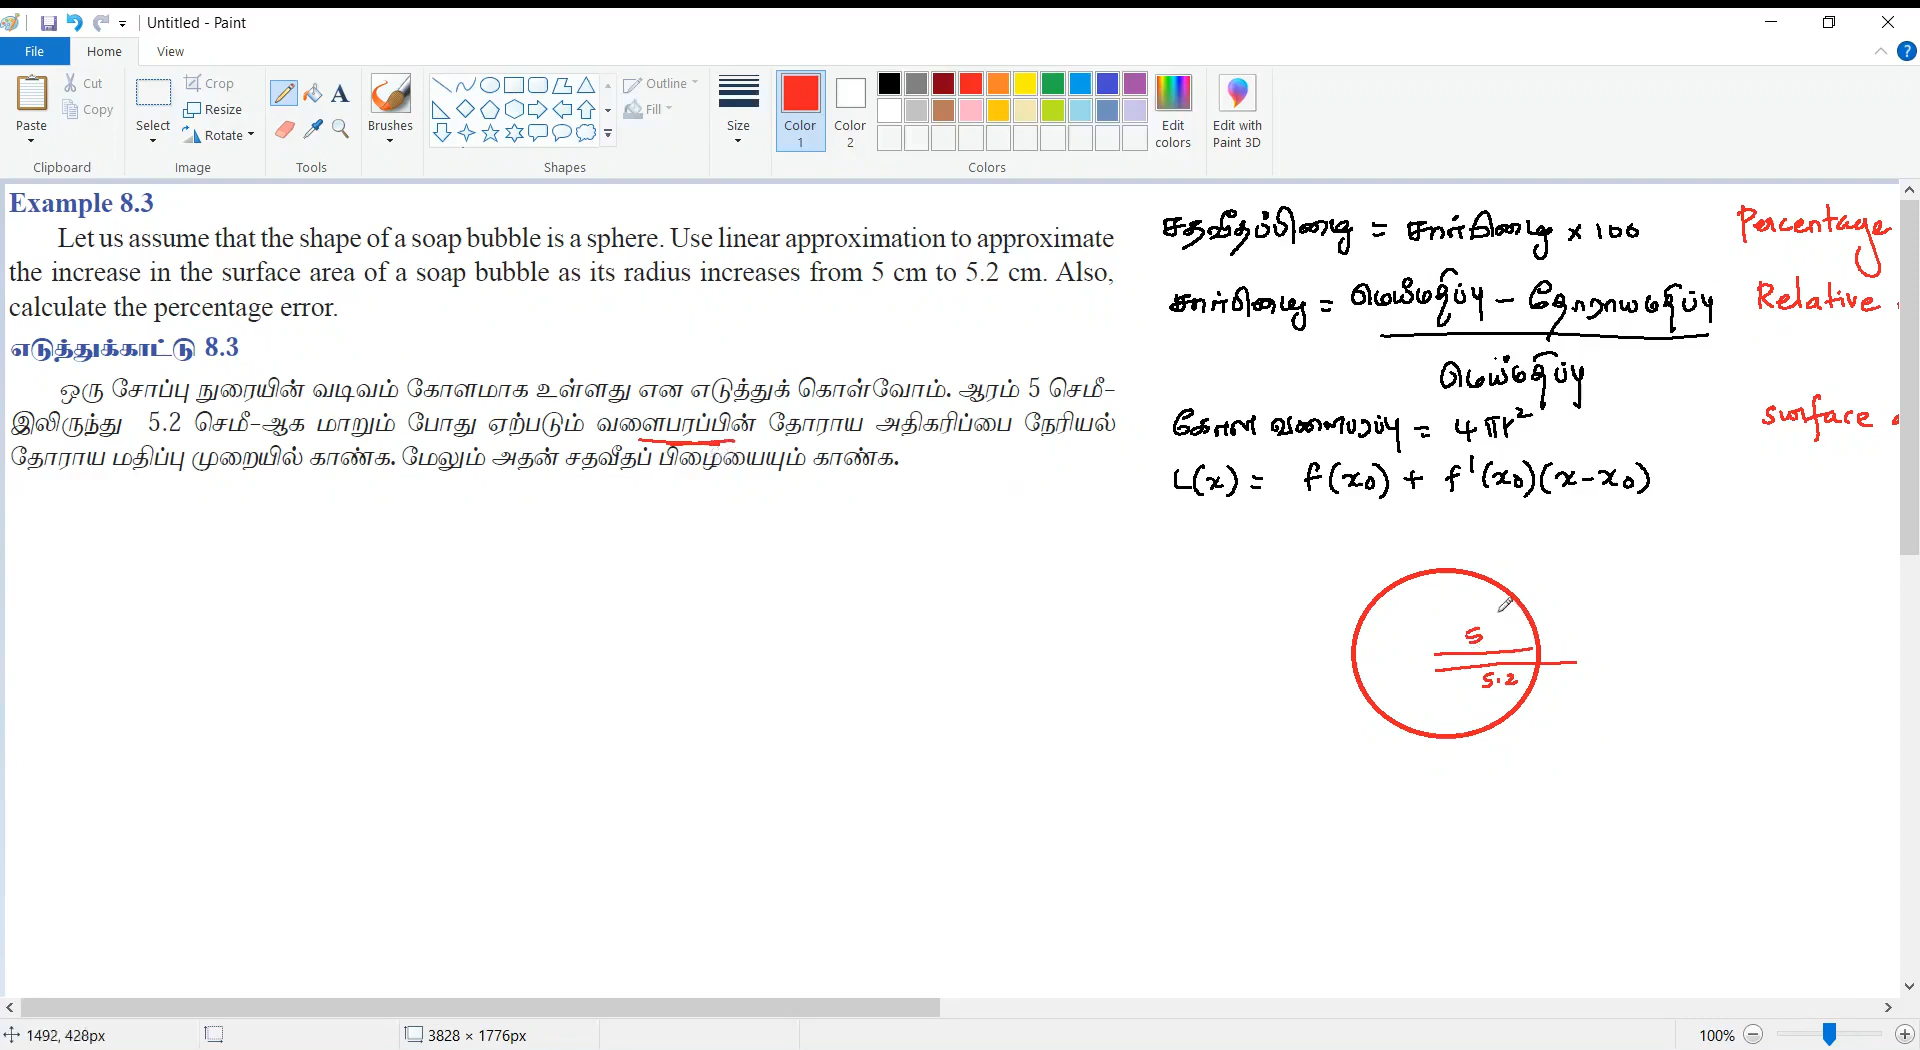 Untitled - Paint
File Home View
Paste
Cut
Copy
Clipboard
Select
Crop
Resize
Rotate
Image
A
Tools
Brushes
Shapes
Outline
Fill
Size
Color 1
Color 2
Colors
Edit colors
Edit with Paint 3D
Example 8.3
Let us assume that the shape of a soap bubble is a sphere. Use linear approximation to approximate
the increase in the surface area of a soap bubble as its radius increases from 5 cm to 5.2 cm. Also,
calculate the percentage error.
எடுத்துக்காட்டு 8.3
ஒரு சோப்பு நுரையின் வடிவம் கோளமாக உள்ளது என எடுத்துக் கொள்வோம். ஆரம் 5 செமீ-
இலிருந்து 5.2 செமீ-ஆக மாறும் போது ஏற்படும் வளைபரப்பின் தோராய அதிகரிப்பை நேரியல்
தோராய மதிப்பு முறையில் காண்க. மேலும் அதன் சதவீதப் பிழையையும் காண்க.
சதவீதப்பிழை = சார்பிழை × 100
Percentage
சார்பிழை = மெய்மதிப்பு - தோராயமதிப்பு
Relative
மெய்மதிப்பு
கோள வளைபரப்பு = 4πr²
surface
L(x) = f(x₀) + f'(x₀)(x-x₀)
5
5.2
1492, 428px
3828 × 1776px
100%